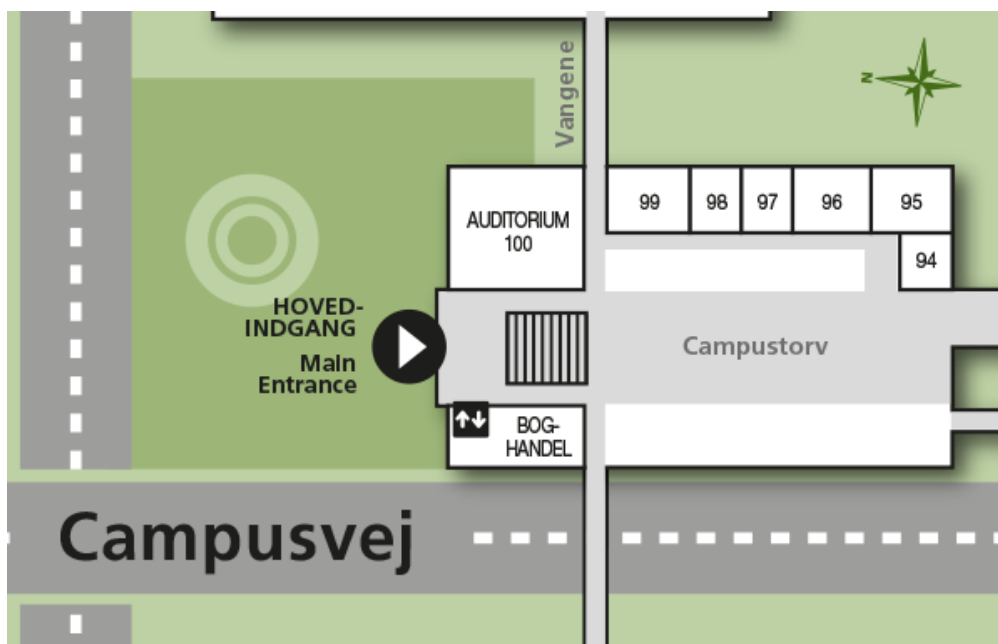 Vangene
N
AUDITORIUM
100
99
98
97
96
95
94
HOVED-
INDGANG
Main
Entrance
Campustorv
BOG-
HANDEL
Campusvej